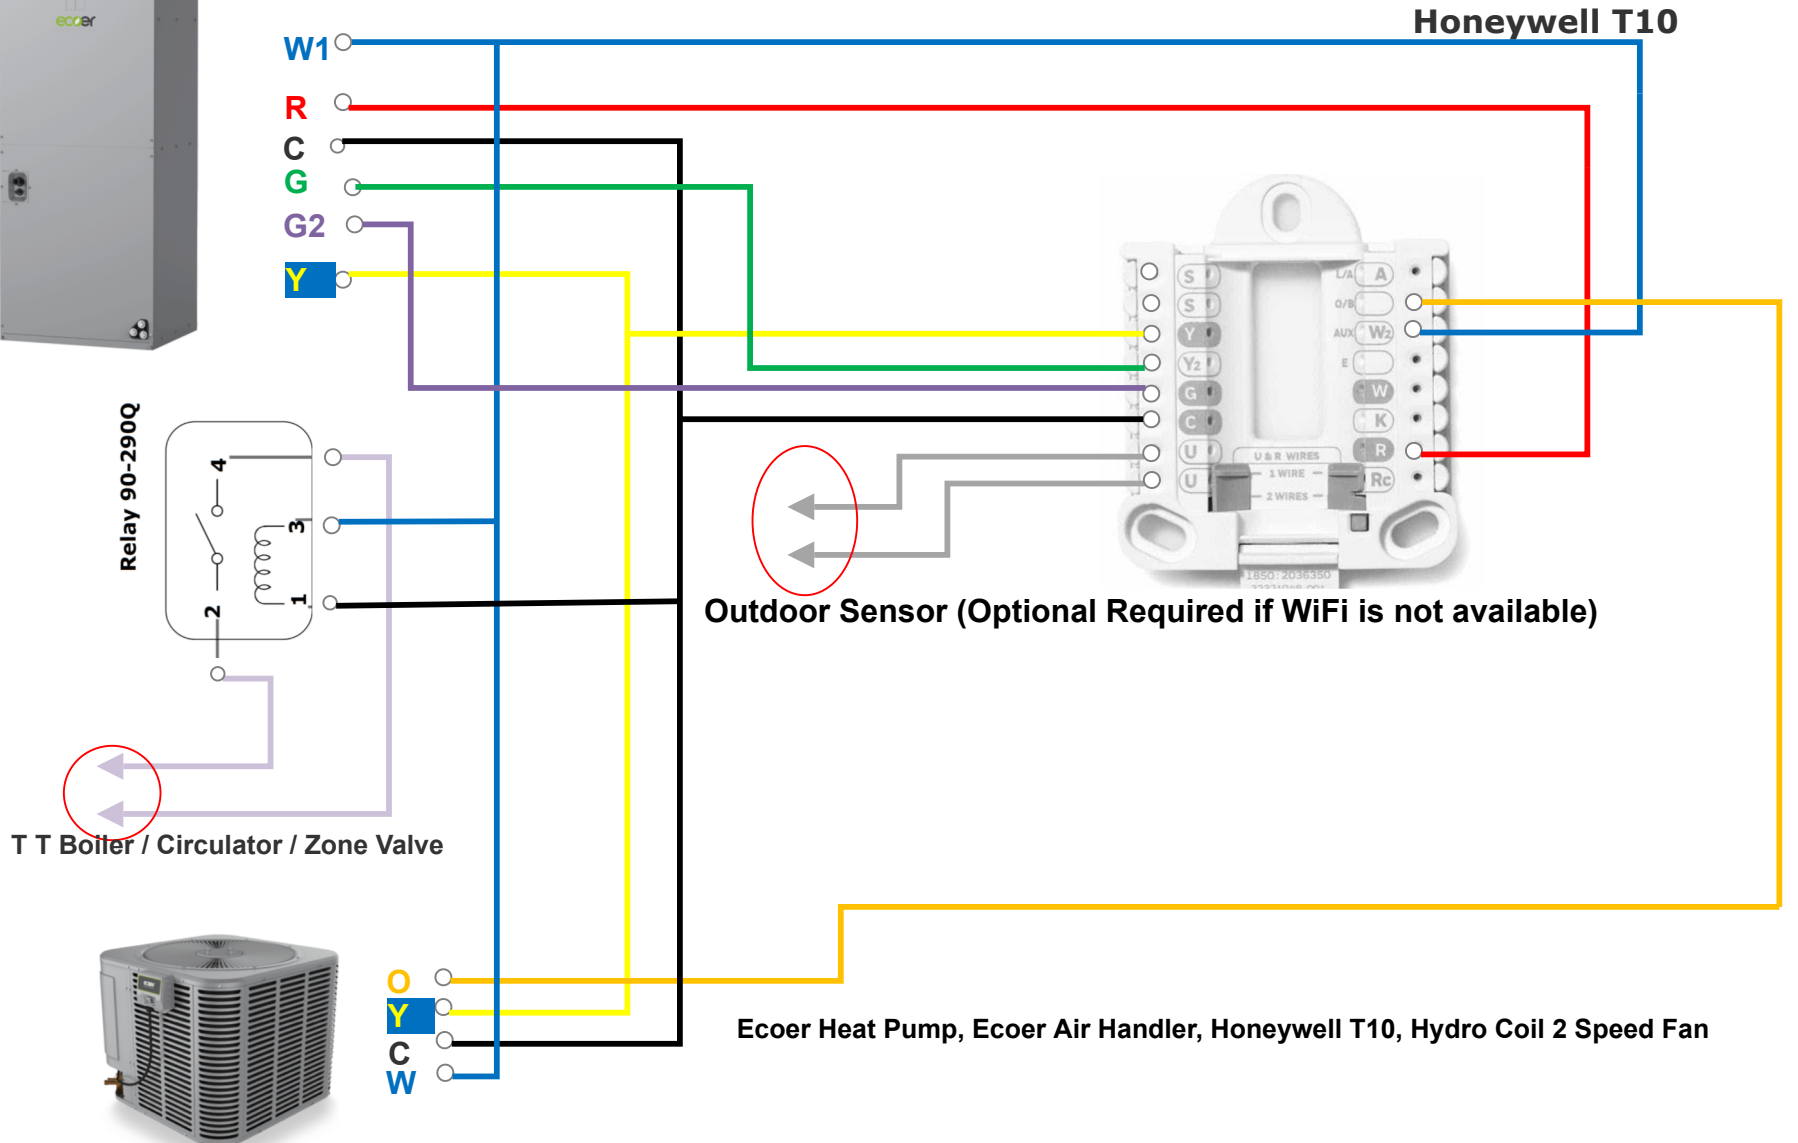 ecoer
Honeywell T10
W1
R
C
G
G2
Y
S
S
Y
Y2
G
C
U
U
L/A A
O/B
AUX W2
E
W
K
R
Rc
U & R WIRES
1 WIRE
2 WIRES
1850: 2036350
Relay 90-290Q
4
3
1
2
Outdoor Sensor (Optional Required if WiFi is not available)
T T Boiler / Circulator / Zone Valve
O
Y
C
W
Ecoer Heat Pump, Ecoer Air Handler, Honeywell T10, Hydro Coil 2 Speed Fan